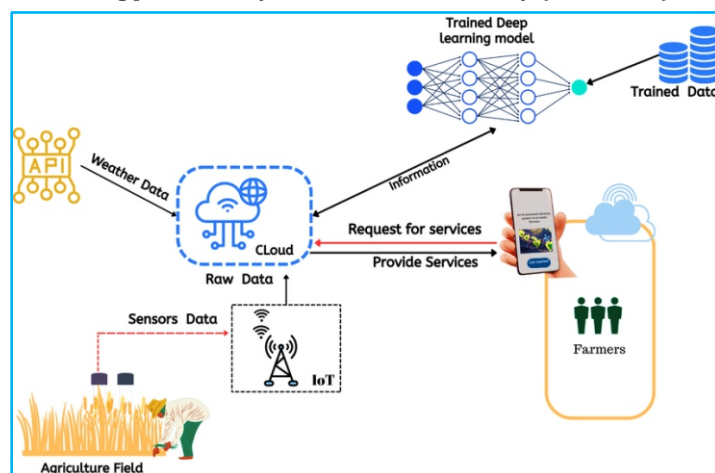 Trained Deep
learning model
Trained Data
API
Weather Data
Information
CLoud
Request for services
Provide Services
Raw Data
Sensors Data
IoT
Farmers
Agriculture Field